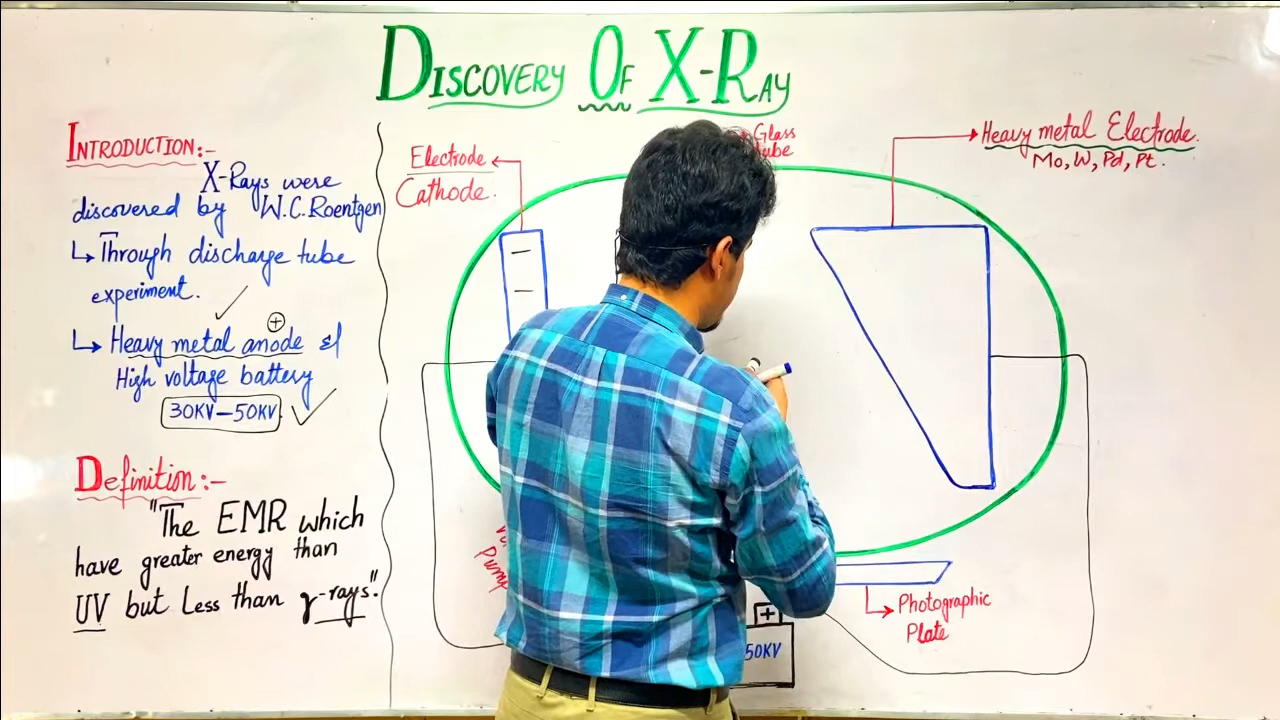 DISCOVERY OF X-RAY
INTRODUCTION:-
X-Rays were
discovered by W.C.Roentgen
↳ Through discharge tube
experiment. ✓
↳ Heavy metal anode &
⊕
High voltage battery
30KV-50KV ✓
Definition:-
"The EMR which
have greater energy than
UV but Less than γ-rays".
Electrode
Cathode.
Glass
Heavy metal Electrode.
Mo, W, Pd, Pt.
Pump
+
50KV
Photographic
Plate